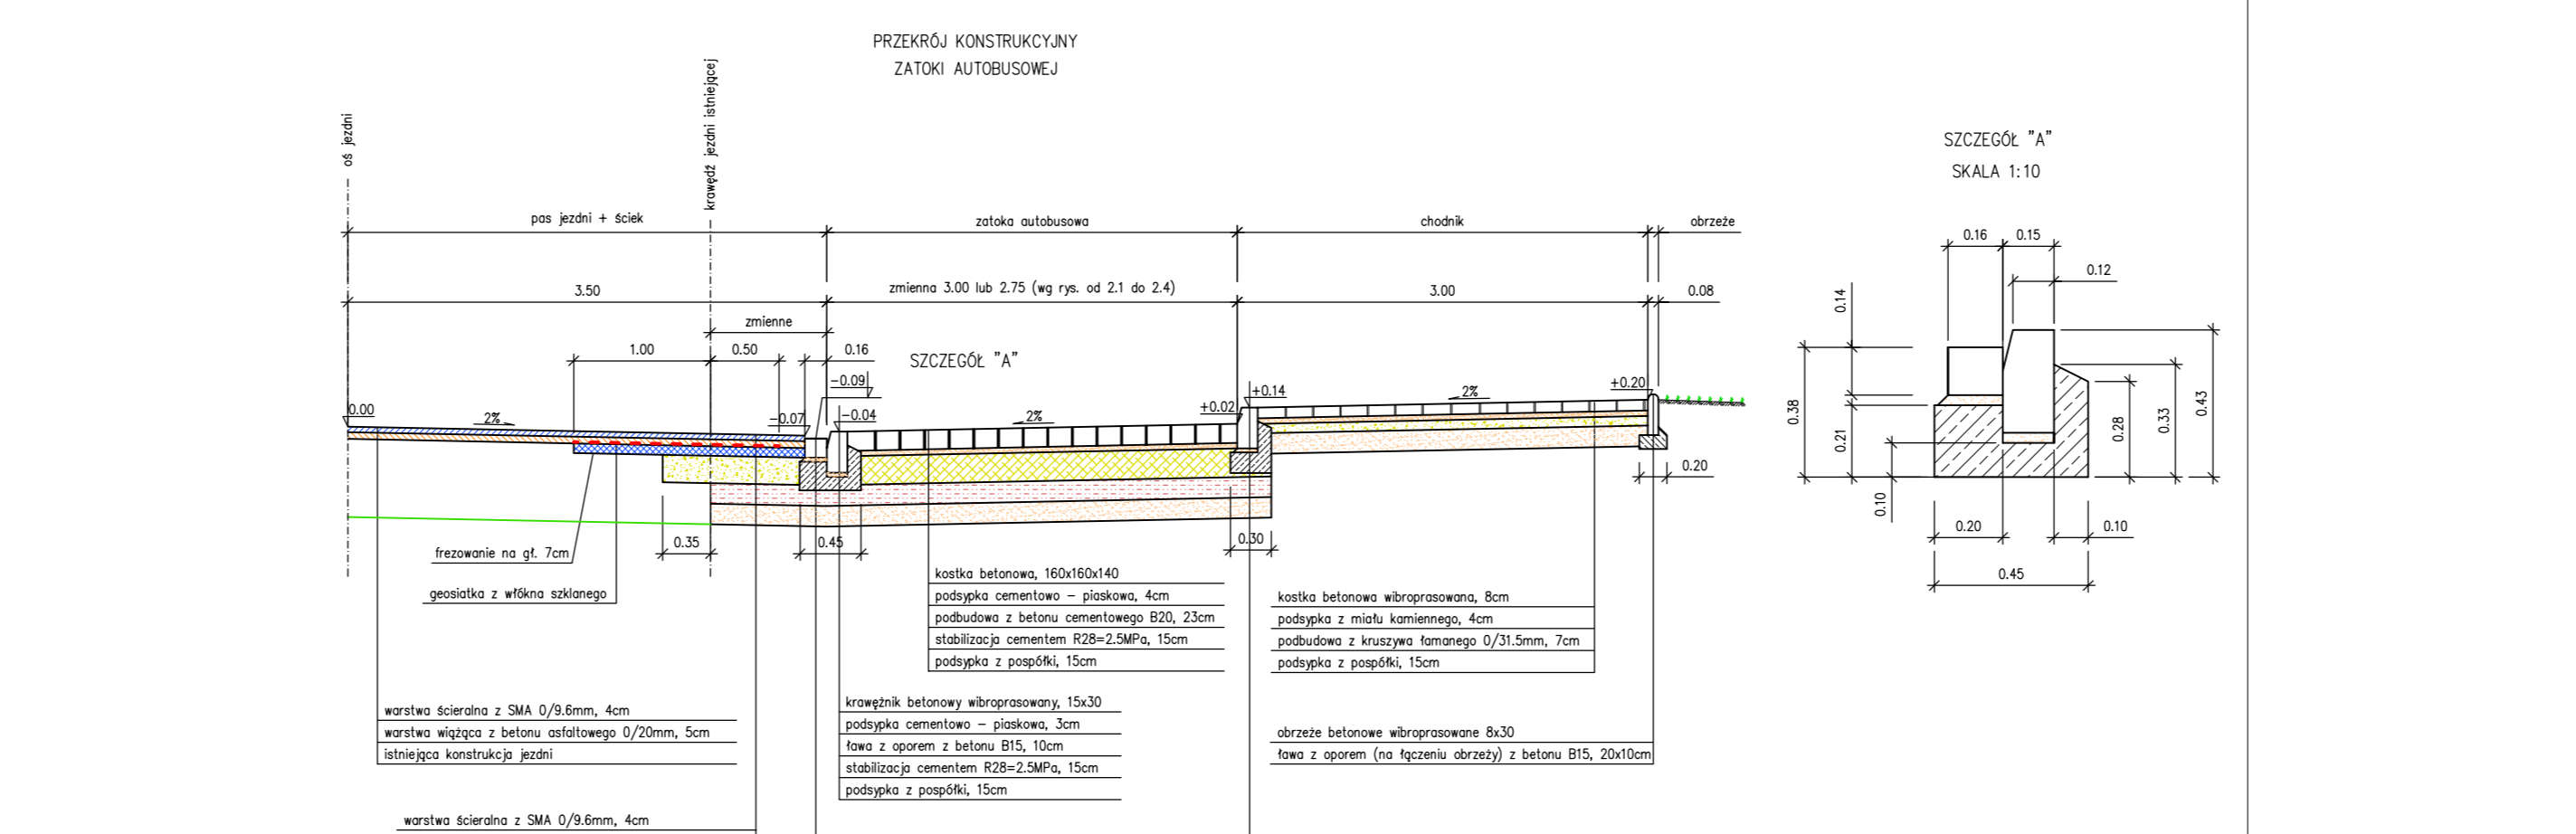 PRZEKRÓJ KONSTRUKCYJNY
ZATOKI AUTOBUSOWEJ
oś jezdni
krawędź jezdni istniejącej
pas jezdni + ściek
zatoka autobusowa
chodnik
obrzeże
3.50
zmienna 3.00 lub 2.75 (wg rys. od 2.1 do 2.4)
3.00
0.08
zmienne
1.00
0.50
0.16
SZCZEGÓŁ "A"
0.00
2%
-0.07
-0.09
-0.04
2%
+0.02
+0.14
2%
+0.20
0.20
0.35
0.45
0.30
frezowanie na gł. 7cm
geosiatka z włókna szklanego
kostka betonowa, 160x160x140
podsypka cementowo – piaskowa, 4cm
podbudowa z betonu cementowego B20, 23cm
stabilizacja cementem R28=2.5MPa, 15cm
podsypka z pospółki, 15cm
kostka betonowa wibroprasowana, 8cm
podsypka z miału kamiennego, 4cm
podbudowa z kruszywa łamanego 0/31.5mm, 7cm
podsypka z pospółki, 15cm
warstwa ścieralna z SMA 0/9.6mm, 4cm
warstwa wiążąca z betonu asfaltowego 0/20mm, 5cm
istniejąca konstrukcja jezdni
krawężnik betonowy wibroprasowany, 15x30
podsypka cementowo – piaskowa, 3cm
ława z oporem z betonu B15, 10cm
stabilizacja cementem R28=2.5MPa, 15cm
podsypka z pospółki, 15cm
obrzeże betonowe wibroprasowane 8x30
ława z oporem (na łączeniu obrzeży) z betonu B15, 20x10cm
warstwa ścieralna z SMA 0/9.6mm, 4cm
SZCZEGÓŁ "A"
SKALA 1:10
0.16
0.15
0.12
0.14
0.38
0.21
0.10
0.28
0.33
0.43
0.20
0.10
0.45